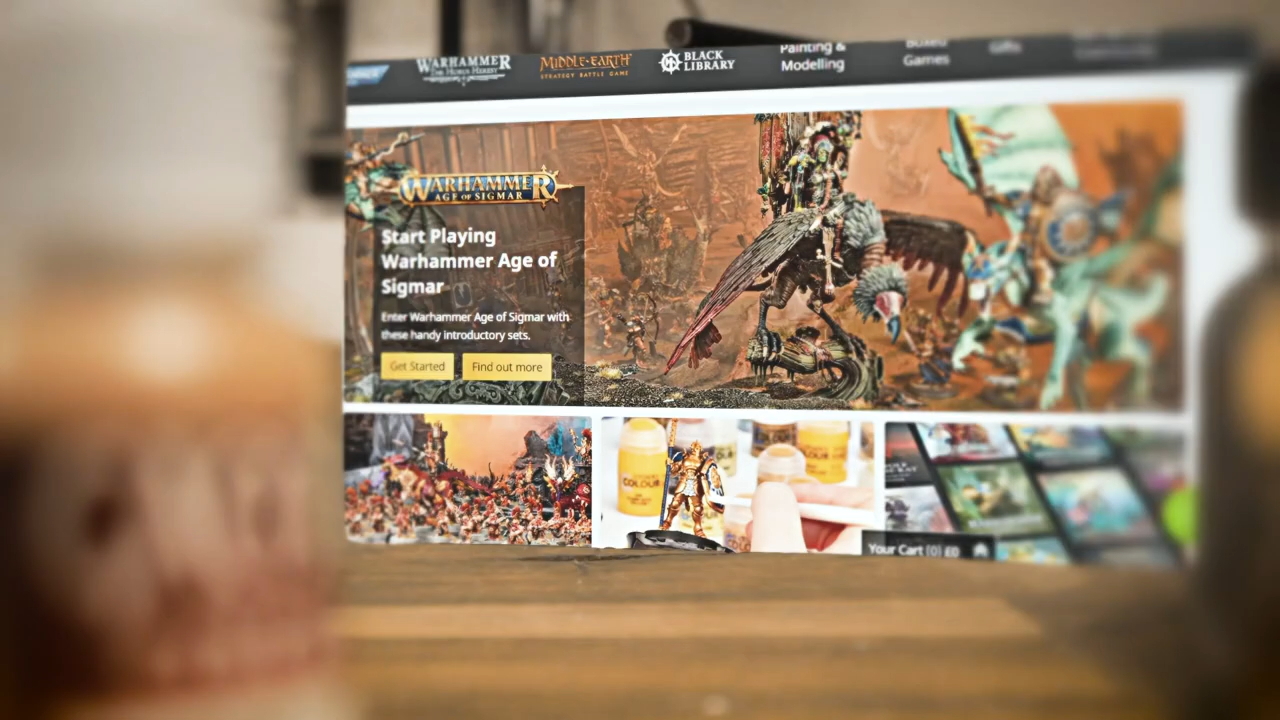 WARHAMMER
THE HORUS HERESY
MIDDLE-EARTH
STRATEGY BATTLE GAME
BLACK
LIBRARY
Painting &
Modelling
Boxed
Games
Gifts
WARHAMMER
AGE OF SIGMAR
Start Playing
Warhammer Age of
Sigmar
Enter Warhammer Age of Sigmar with
these handy introductory sets.
Get Started
Find out more
COLOUR
Your Cart (0) £0